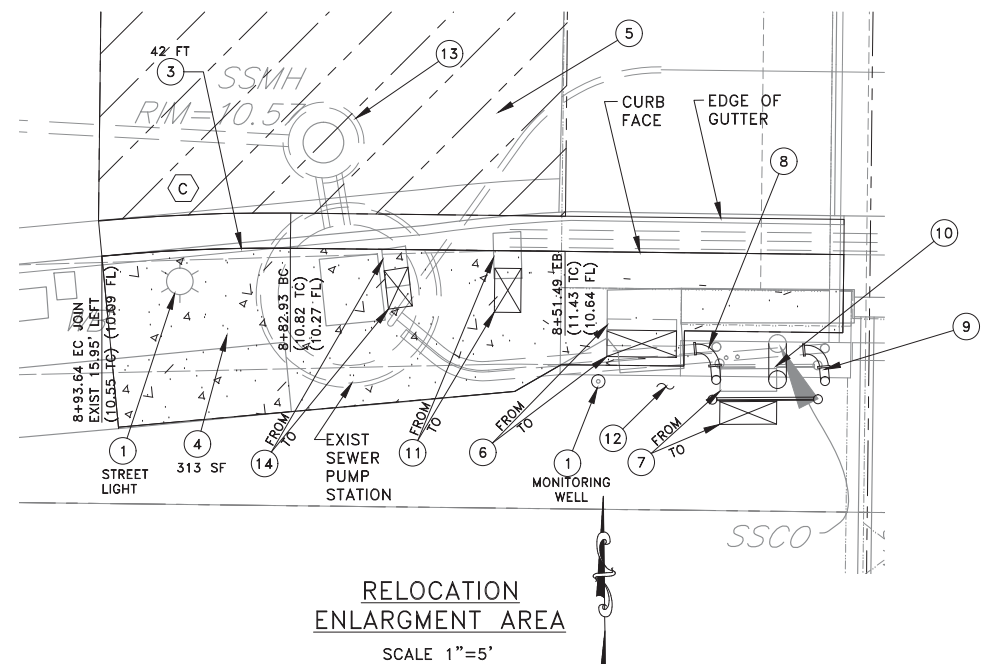 42 FT
3
SSMH
RIM=10.57
13
5
CURB
FACE
EDGE OF
GUTTER
8
C
10
9
8+93.64 EC JOIN
EXIST 15.95' LEFT
(10.55 TC) (10.09 FL)
8+82.93 BC
(10.82 TC)
(10.27 FL)
8+51.49 EB
(11.43 TC)
(10.64 FL)
1
STREET
LIGHT
4
313 SF
FROM
TO
14
EXIST
SEWER
PUMP
STATION
FROM
TO
11
FROM
TO
6
1
MONITORING
WELL
12
FROM
TO
7
SSCO
RELOCATION
ENLARGMENT AREA
SCALE 1"=5'